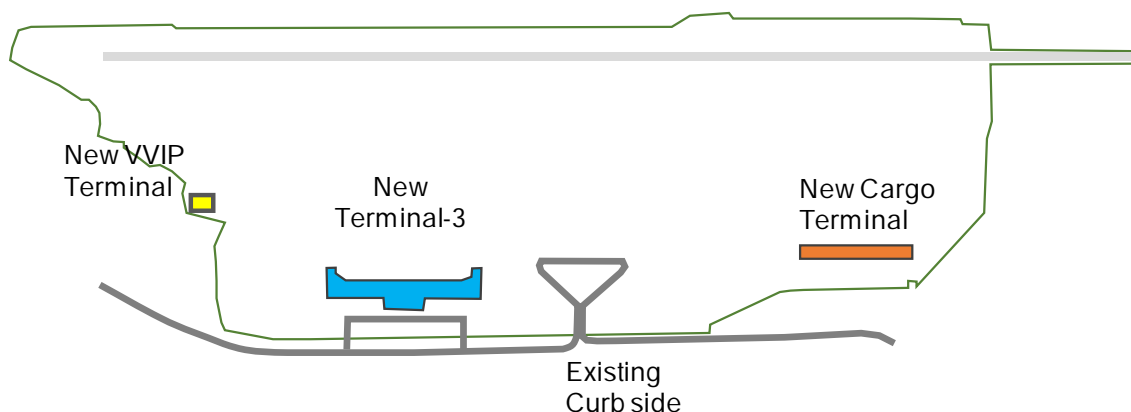 New VVIP
Terminal
New
Terminal-3
New Cargo
Terminal
Existing
Curb side